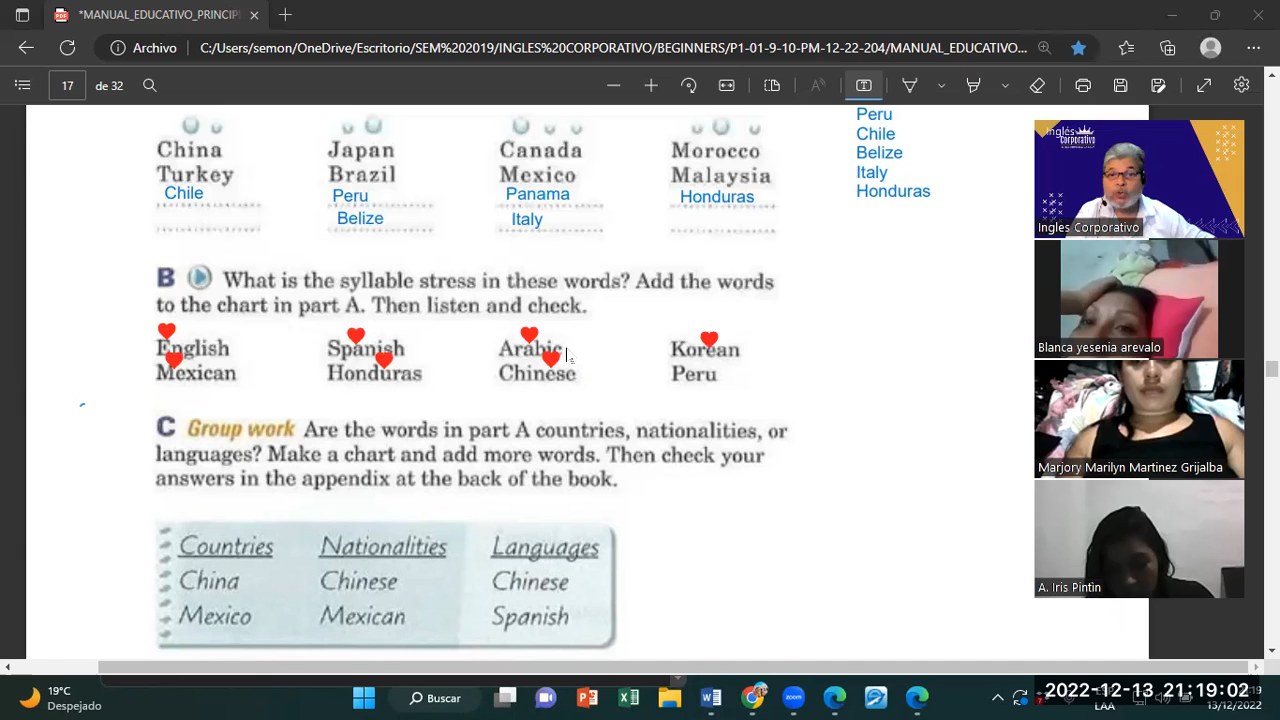 *MANUAL_EDUCATIVO_PRINCIP
Archivo
C:/Users/semon/OneDrive/Escritorio/SEM%202019/INGLES%20CORPORATIVO/BEGINNERS/P1-01-9-10-PM-12-22-204/MANUAL_EDUCATIVO...
17
de 32
Peru
Chile
Belize
Italy
Honduras
China Japan Canada Morocco
Turkey Brazil Mexico Malaysia
Chile Peru Panama Honduras
Belize Italy
B What is the syllable stress in these words? Add the words
to the chart in part A. Then listen and check.
English Spanish Arabic Korean
Mexican Honduras Chinese Peru
C Group work Are the words in part A countries, nationalities, or
languages? Make a chart and add more words. Then check your
answers in the appendix at the back of the book.
Countries Nationalities Languages
China Chinese Chinese
Mexico Mexican Spanish
Inglés
Corporativo
Ingles Corporativo
Blanca yesenia arevalo
Marjory Marilyn Martinez Grijalba
A. Iris Pintin
19°C
Despejado
Buscar
LAA
2022-12-13 21:19:02
13/12/2022